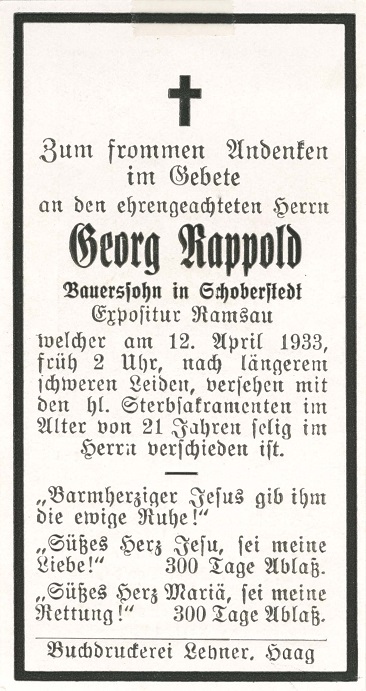 Zum frommen Andenken
im Gebete
an den ehrengeachteten Herrn
Georg Rappold
Bauerssohn in Schoberstedt
Expositur Ramsau
welcher am 12. April 1933,
früh 2 Uhr, nach längerem
schweren Leiden, versehen mit
den hl. Sterbsakramenten im
Alter von 21 Jahren selig im
Herrn verschieden ist.
„Barmherziger Jesus gib ihm
die ewige Ruhe!“
„Süßes Herz Jesu, sei meine
Liebe!“ 300 Tage Ablaß.
„Süßes Herz Mariä, sei meine
Rettung!“ 300 Tage Ablaß.
Buchdruckerei Lehner, Haag